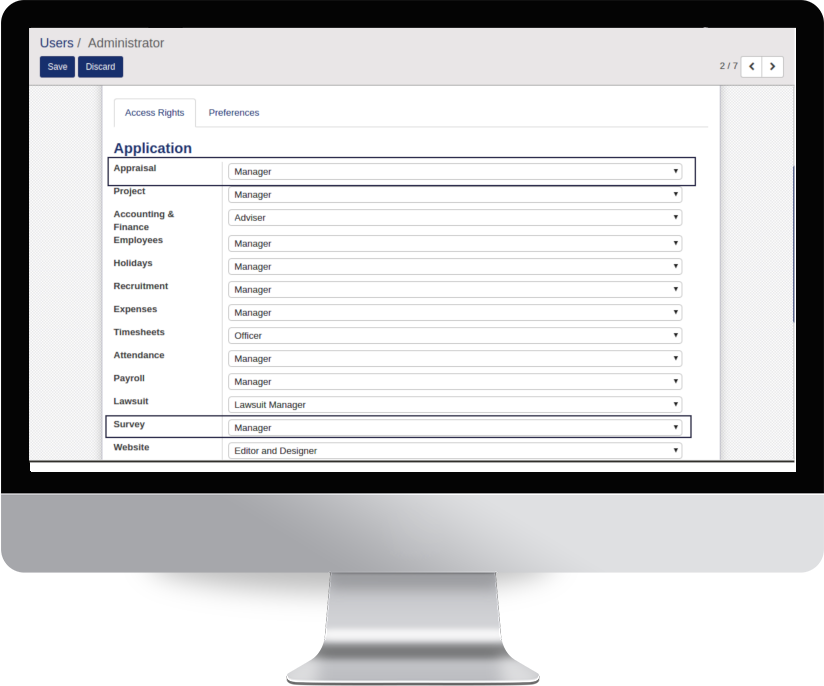 Users / Administrator
Save Discard
2 / 7
Access Rights Preferences
Application
Appraisal Manager
Project Manager
Accounting & Finance Adviser
Employees Manager
Holidays Manager
Recruitment Manager
Expenses Manager
Timesheets Officer
Attendance Manager
Payroll Manager
Lawsuit Lawsuit Manager
Survey Manager
Website Editor and Designer